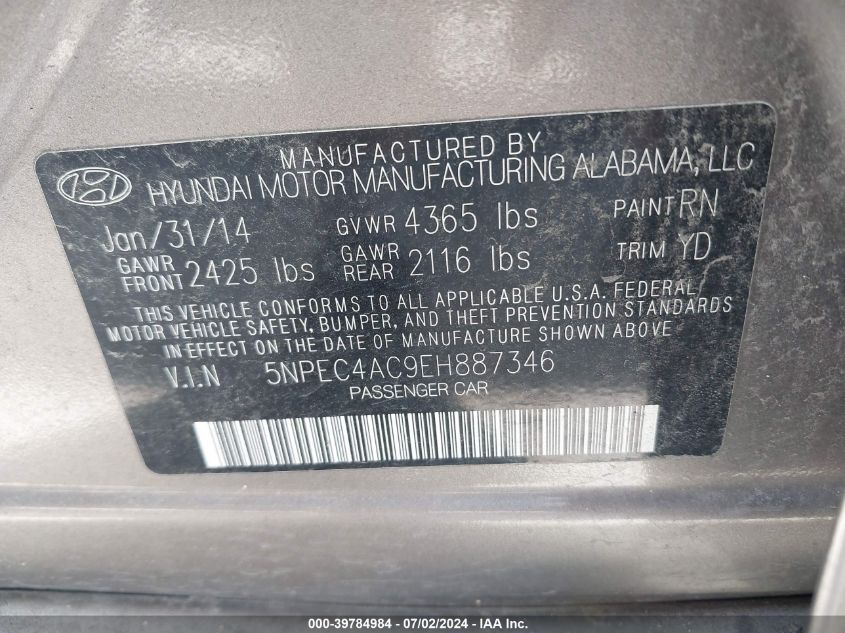 MANUFACTURED BY
HYUNDAI MOTOR MANUFACTURING ALABAMA, LLC
Jan/31/14 GVWR 4365 lbs PAINT RN
GAWR FRONT 2425 lbs GAWR REAR 2116 lbs TRIM YD
THIS VEHICLE CONFORMS TO ALL APPLICABLE U.S.A. FEDERAL
MOTOR VEHICLE SAFETY, BUMPER, AND THEFT PREVENTION STANDARDS
IN EFFECT ON THE DATE OF MANUFACTURE SHOWN ABOVE
V.I.N 5NPEC4AC9EH887346
PASSENGER CAR
000-39784984 - 07/02/2024 - IAA Holdings, LLC.